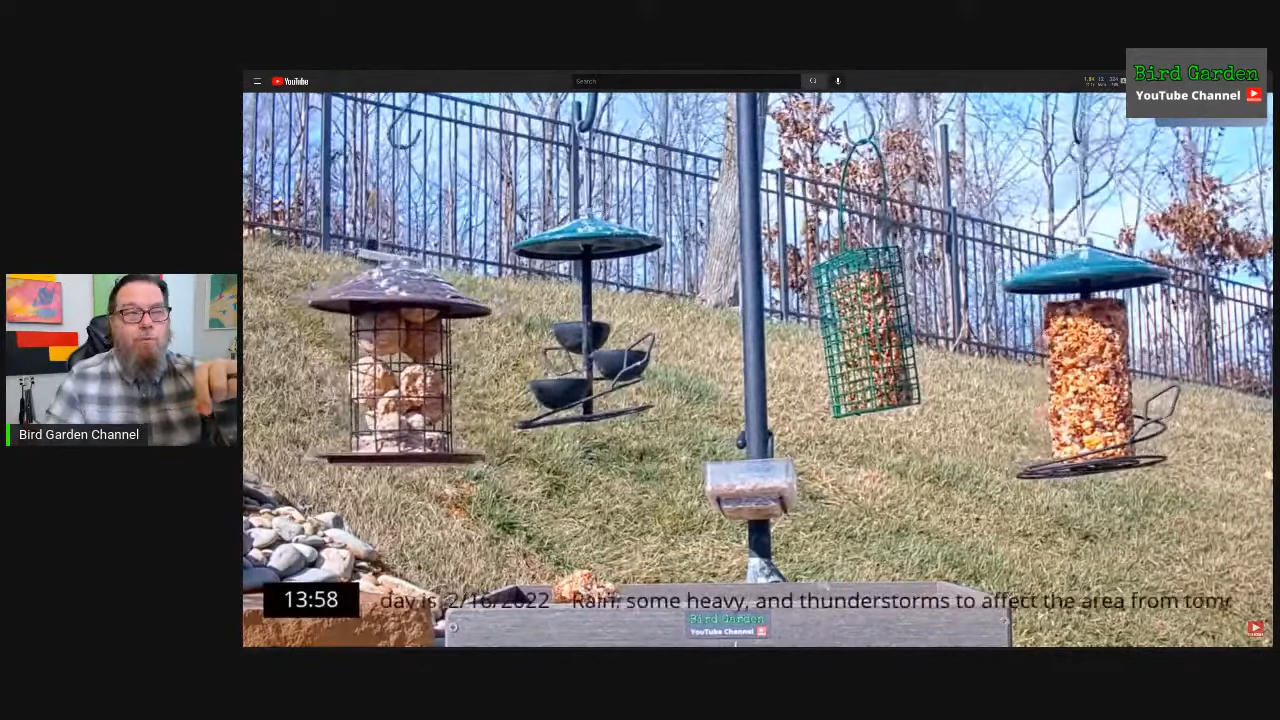 YouTube
Search
Bird Garden
YouTube Channel
Bird Garden Channel
13:58
day is 2/16/2022 Rain, some heavy, and thunderstorms to affect the area from
Bird Garden
YouTube Channel